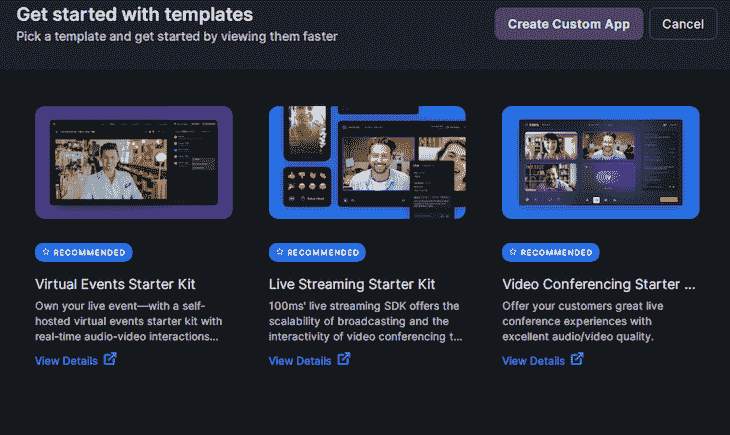 Get started with templates
Create Custom App
Cancel
Pick a template and get started by viewing them faster
RECOMMENDED
RECOMMENDED
RECOMMENDED
Virtual Events Starter Kit
Live Streaming Starter Kit
Video Conferencing Starter ...
Own your live event—with a self-
hosted virtual events starter kit with
real-time audio-video interactions...
100ms' live streaming SDK offers the
scalability of broadcasting and the
interactivity of video conferencing t...
Offer your customers great live
conference experiences with
excellent audio/video quality.
View Details
View Details
View Details